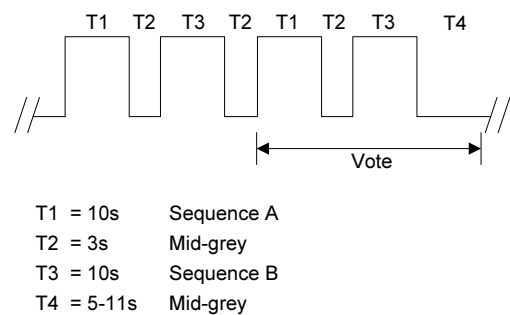 T1 T2 T3 T2 T1 T2 T3 T4
Vote
T1 = 10s Sequence A
T2 = 3s Mid-grey
T3 = 10s Sequence B
T4 = 5-11s Mid-grey